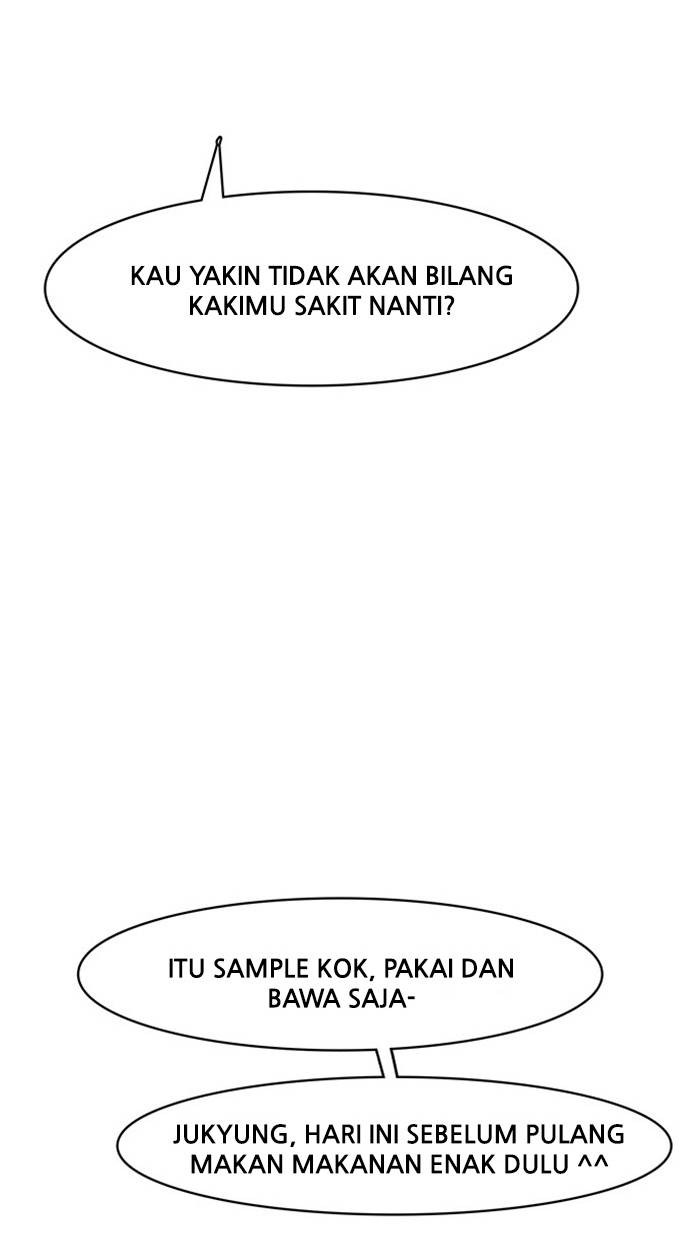 KAU YAKIN TIDAK AKAN BILANG
KAKIMU SAKIT NANTI?
ITU SAMPLE KOK, PAKAI DAN
BAWA SAJA-
JUKYUNG, HARI INI SEBELUM PULANG
MAKAN MAKANAN ENAK DULU ^^